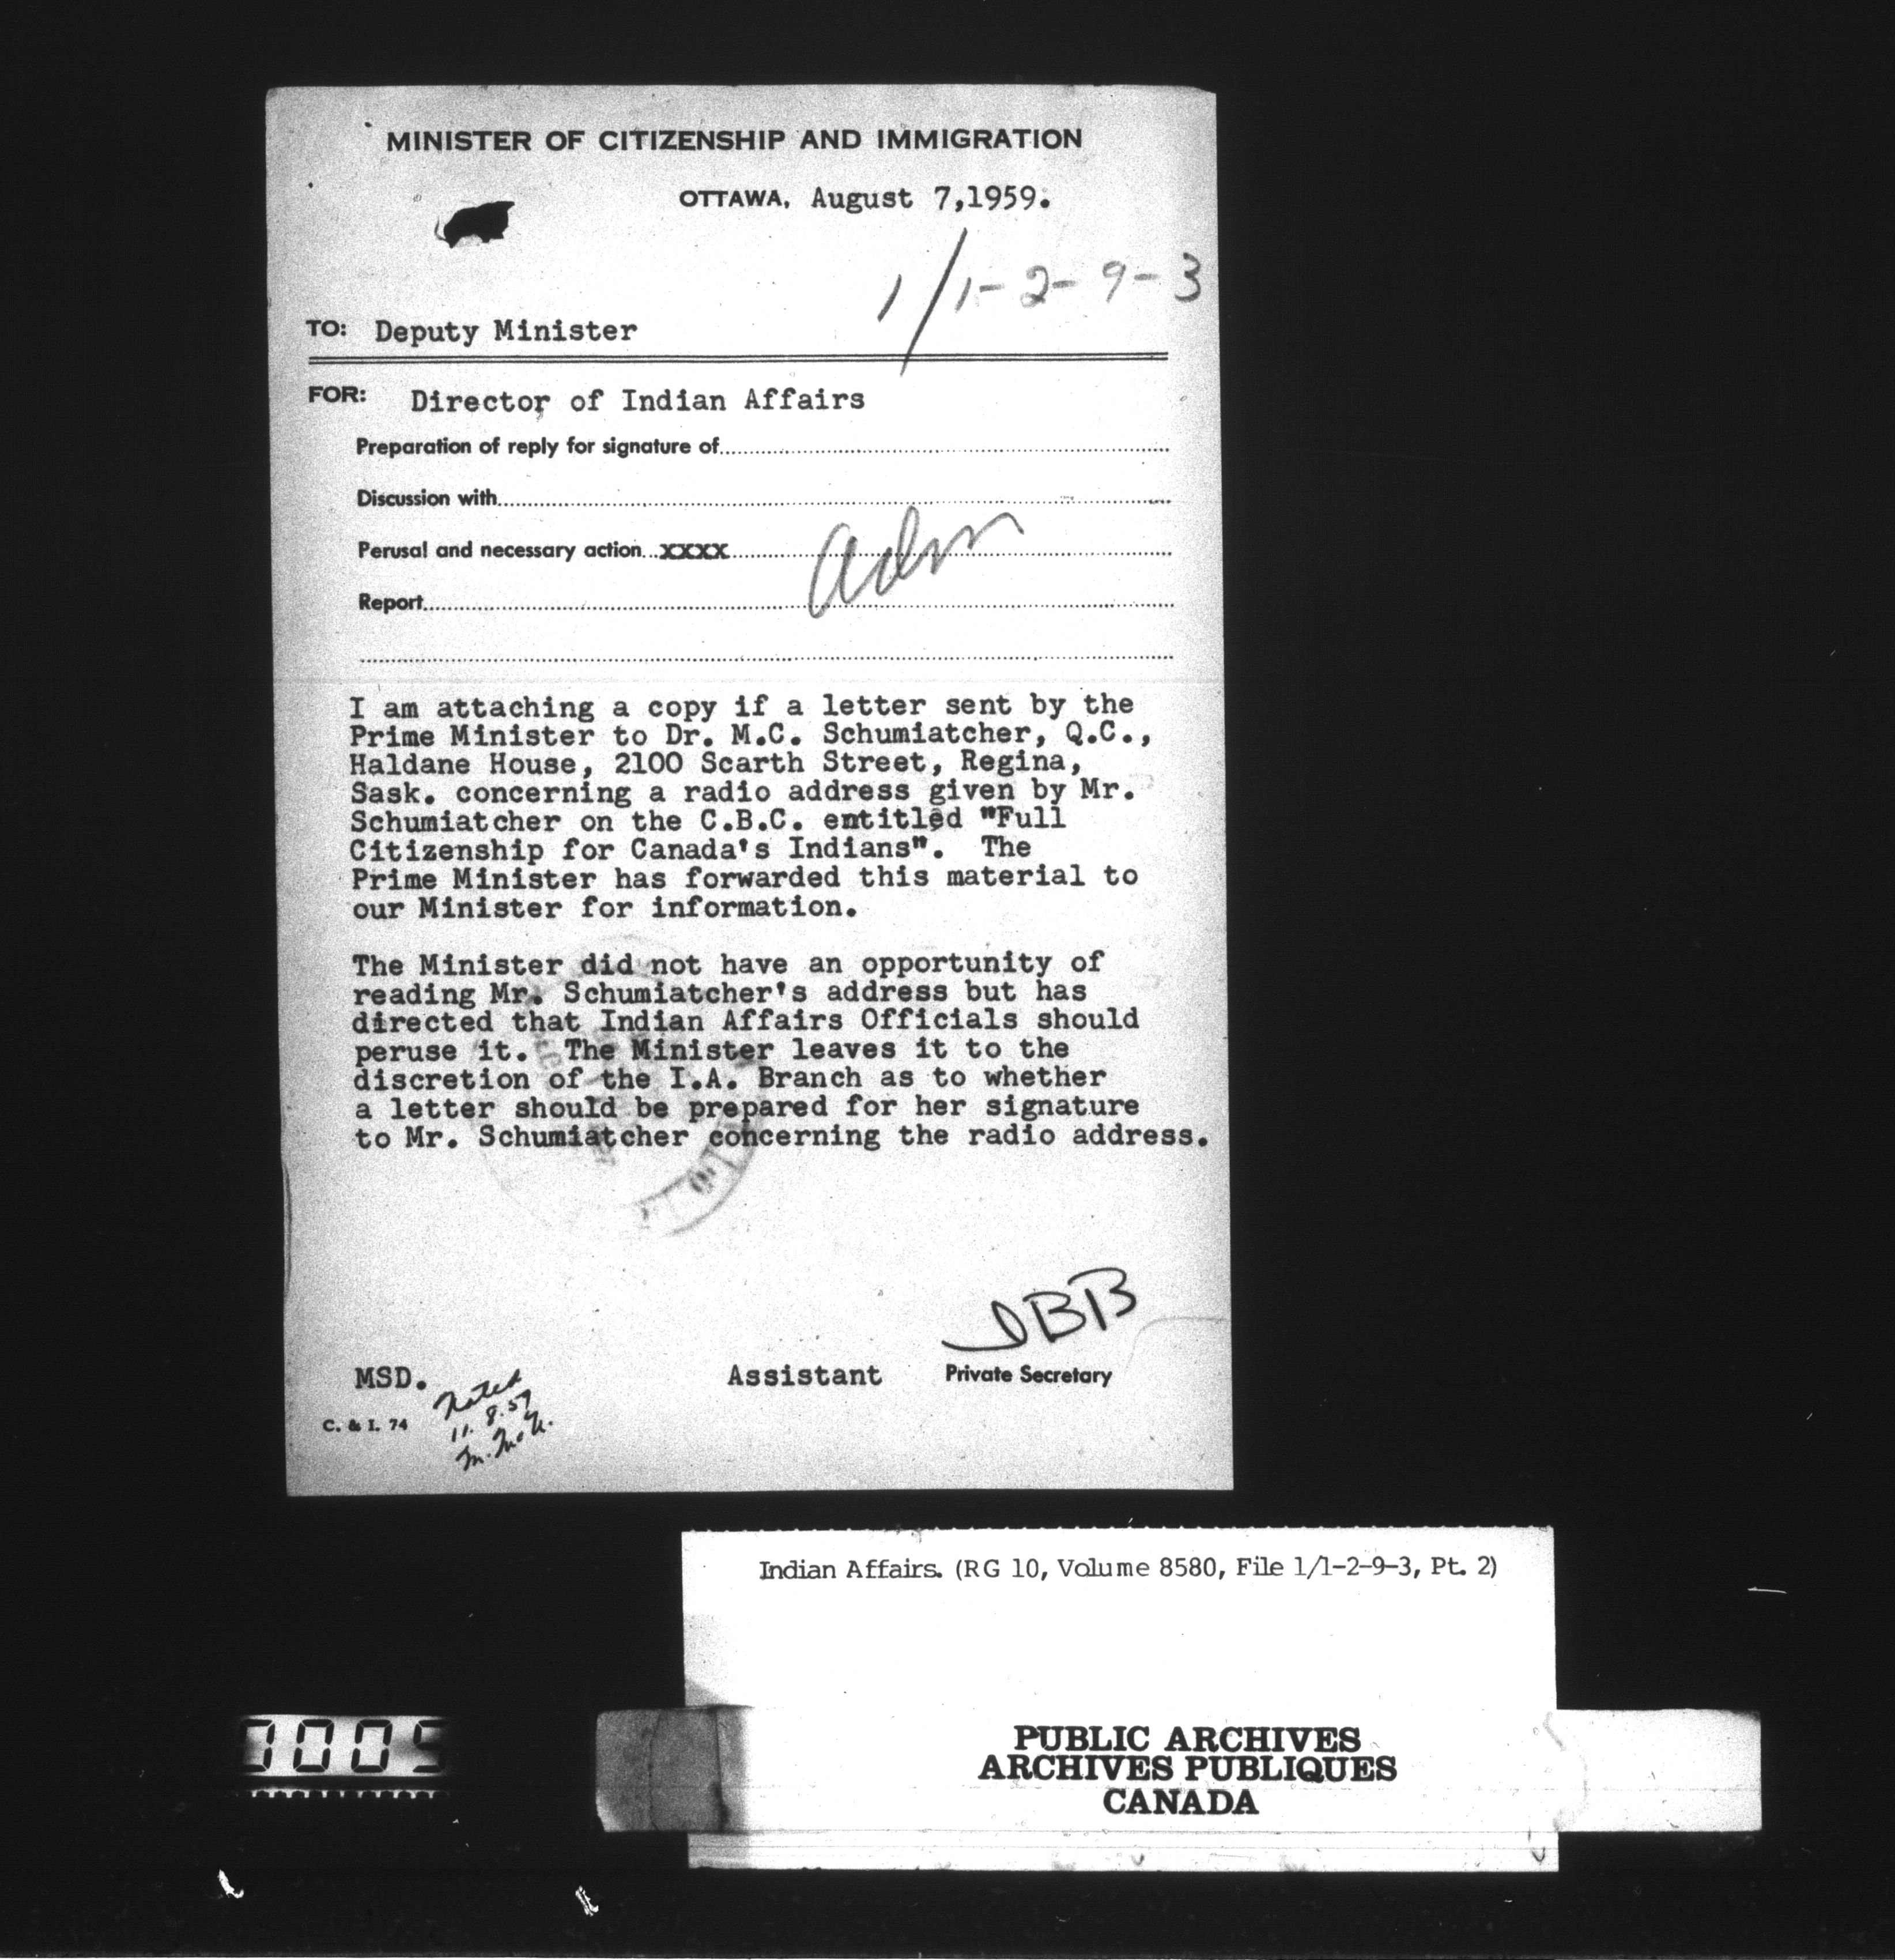 MINISTER OF CITIZENSHIP AND IMMIGRATION
OTTAWA, August 7,1959.
1/1-2-9-3
TO: Deputy Minister
FOR: Director of Indian Affairs
Preparation of reply for signature of
Discussion with
Perusal and necessary action...XXXX
Adm
Report
I am attaching a copy if a letter sent by the
Prime Minister to Dr. M.C. Schumiatcher, Q.C.,
Haldane House, 2100 Scarth Street, Regina,
Sask. concerning a radio address given by Mr.
Schumiatcher on the C.B.C. entitled "Full
Citizenship for Canada's Indians". The
Prime Minister has forwarded this material to
our Minister for information.
The Minister did not have an opportunity of
reading Mr. Schumiatcher's address but has
directed that Indian Affairs Officials should
peruse it. The Minister leaves it to the
discretion of the I.A. Branch as to whether
a letter should be prepared for her signature
to Mr. Schumiatcher concerning the radio address.
MSD.
Assistant Private Secretary
C. & I. 74
Noted
Indian Affairs. (RG 10, Volume 8580, File 1/1-2-9-3, Pt. 2)
PUBLIC ARCHIVES
ARCHIVES PUBLIQUES
CANADA